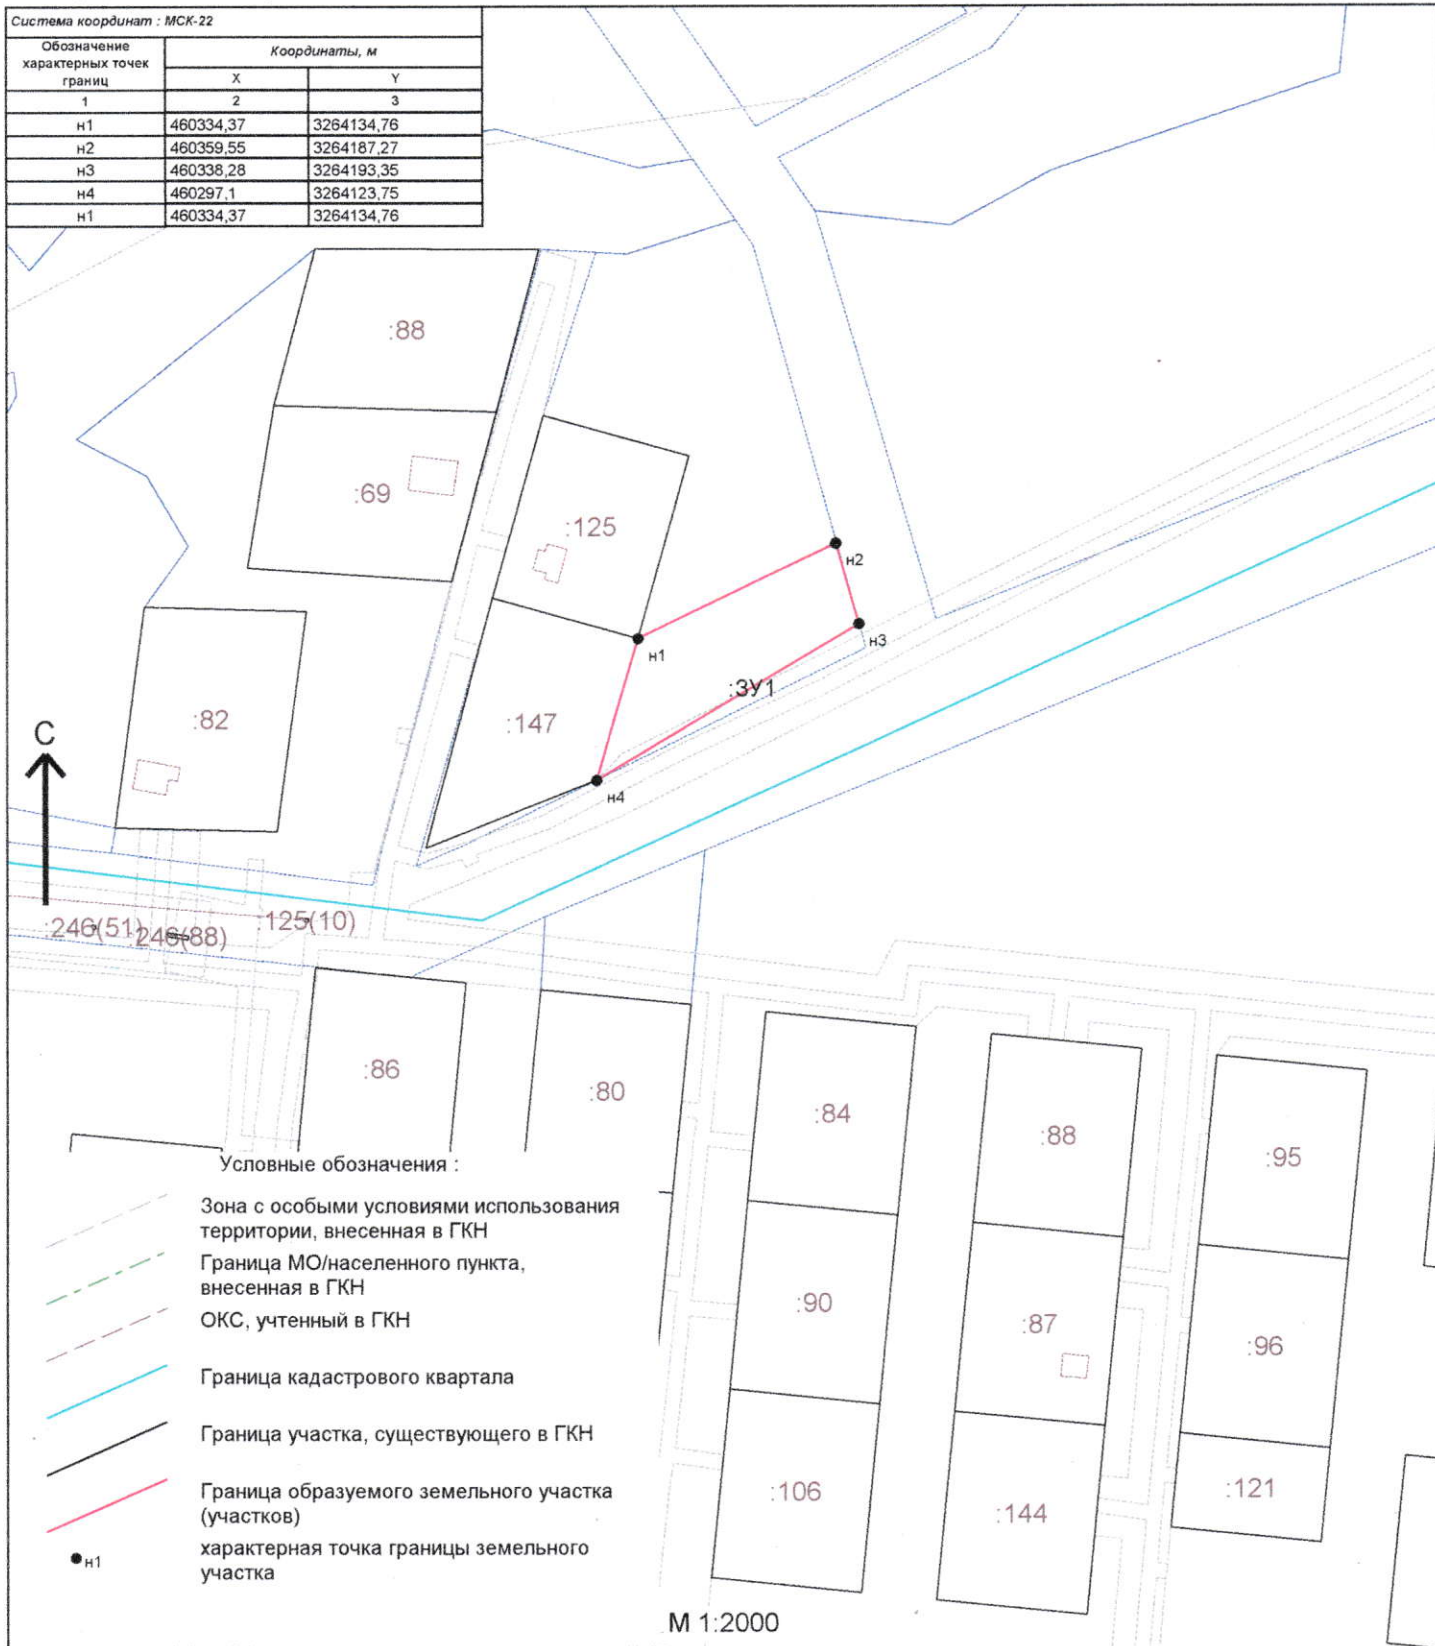 Система координат : МСК-22
Обозначение характерных точек границ
Координаты, м
X Y
1 2 3
н1 460334,37 3264134,76
н2 460359,55 3264187,27
н3 460338,28 3264193,35
н4 460297,1 3264123,75
н1 460334,37 3264134,76
:88
:69
:125
н2
н3
н1
:ЗУ1
:82
:147
С
н4
:246(51)
246(88)
:125(10)
:86
:80
:84
:88
:95
Условные обозначения :
Зона с особыми условиями использования
территории, внесенная в ГКН
Граница МО/населенного пункта,
внесенная в ГКН
ОКС, учтенный в ГКН
Граница кадастрового квартала
Граница участка, существующего в ГКН
Граница образуемого земельного участка
(участков)
н1
характерная точка границы земельного
участка
:90
:87
:96
:106
:144
:121
М 1:2000